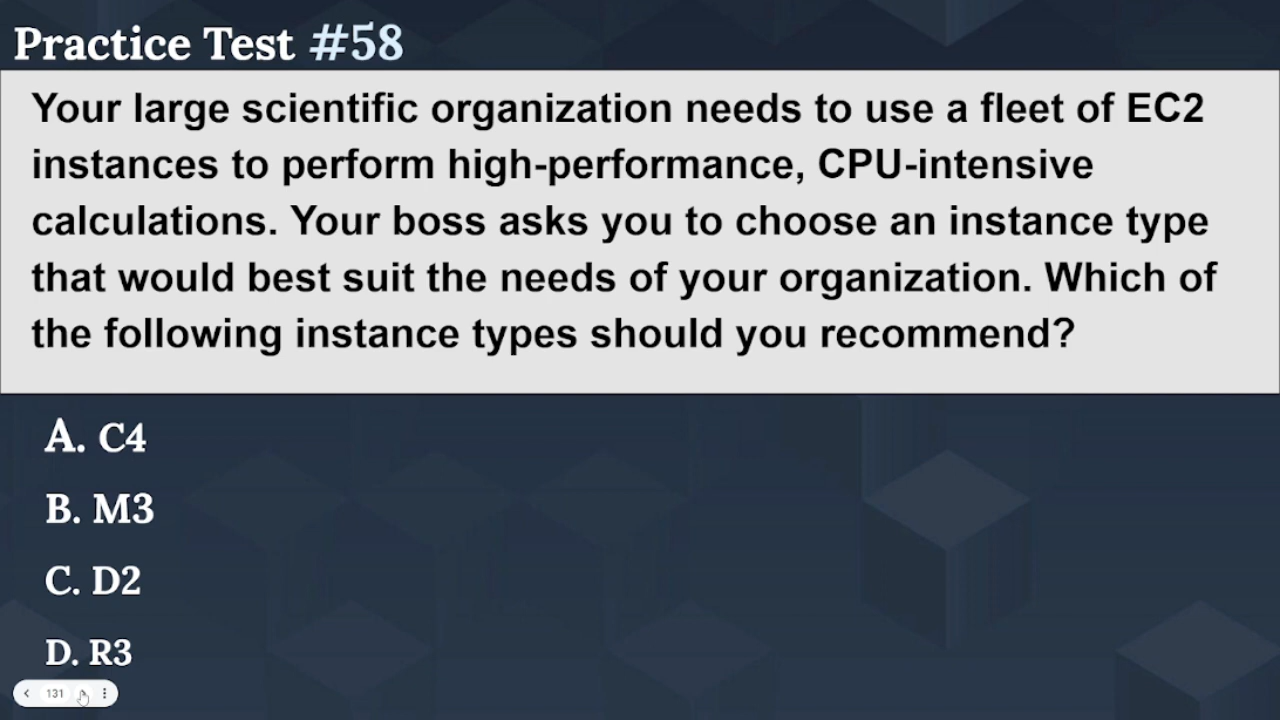 Practice Test #58
Your large scientific organization needs to use a fleet of EC2
instances to perform high-performance, CPU-intensive
calculations. Your boss asks you to choose an instance type
that would best suit the needs of your organization. Which of
the following instance types should you recommend?
A. C4
B. M3
C. D2
D. R3
131